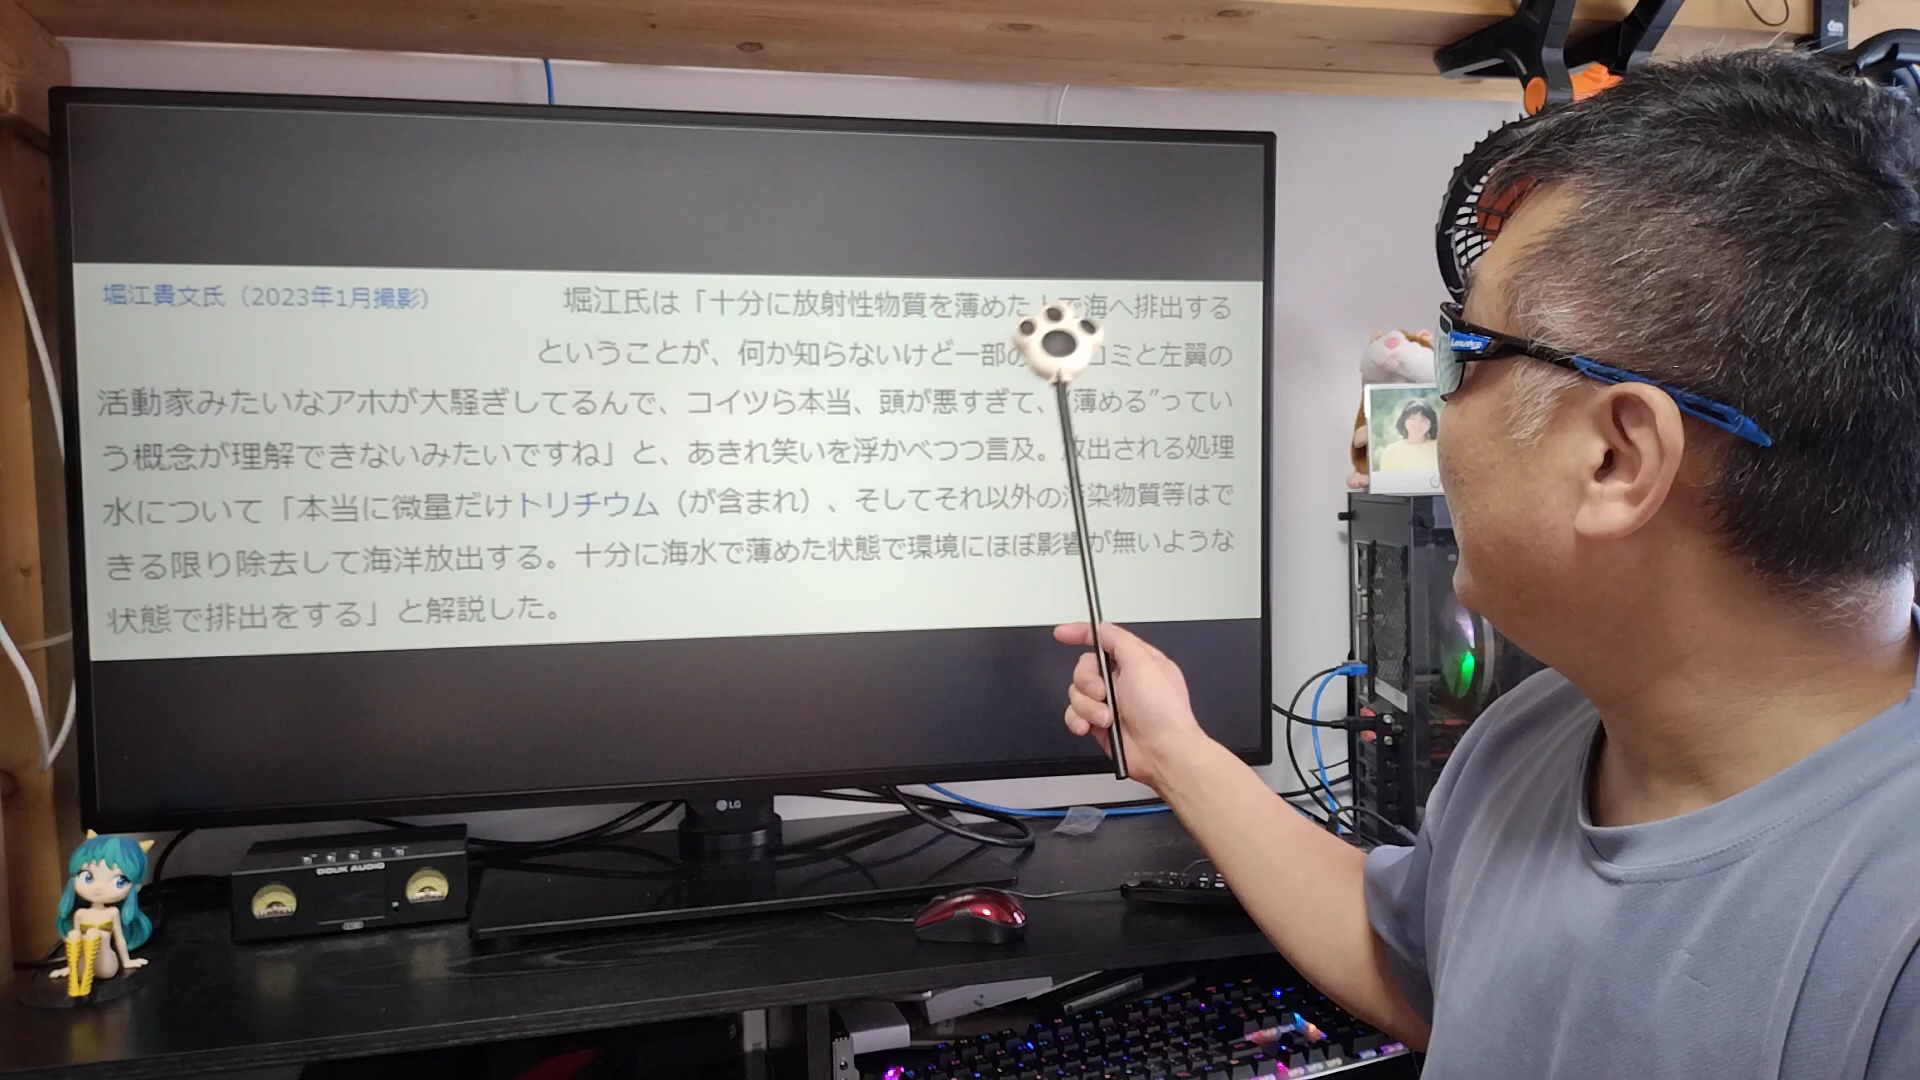 堀江貴文氏（2023年1月撮影）
堀江氏は「十分に放射性物質を薄めた上で海へ排出する
ということが、何か知らないけど一部の コミと左翼の
活動家みたいなアホが大騒ぎしてるんで、コイツら本当、頭が悪すぎて、“薄める”ってい
う概念が理解できないみたいですね」と、あきれ笑いを浮かべつつ言及。放出される処理
水について「本当に微量だけトリチウム（が含まれ）、そしてそれ以外の汚染物質等はで
きる限り除去して海洋放出する。十分に海水で薄めた状態で環境にほぼ影響が無いような
状態で排出をする」と解説した。
LG
DOUK AUDIO